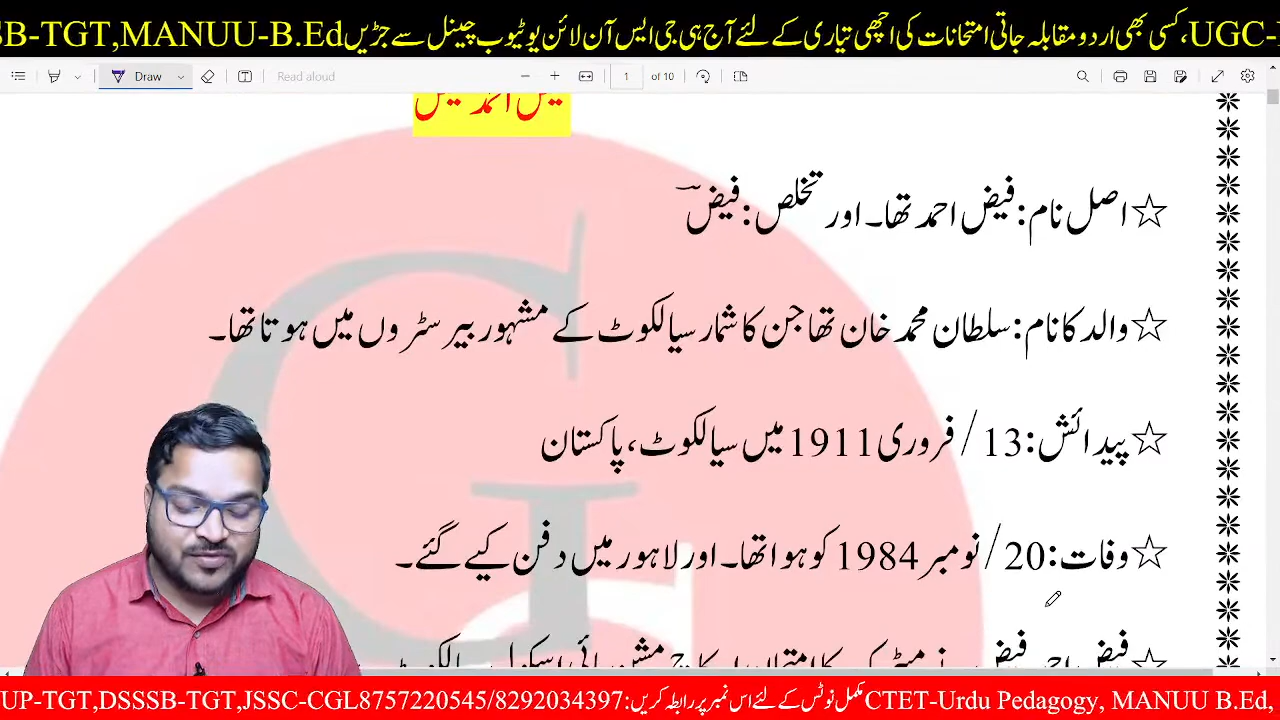 SB-TGT,MANUU-B.Ed کسی بھی اردو مقابلہ جاتی امتحانات کی اچھی تیاری کے لئے آج ہی جی ایس آن لائن یوٹیوب چینل سے جڑیں، UGC-
Draw
Read aloud
1 of 10
فیض احمد فیض
☆ اصل نام: فیض احمد تھا۔ اور تخلص: فیضؔ
☆ والد کا نام: سلطان محمد خان تھا جن کا شمار سیالکوٹ کے مشہور بیرسٹروں میں ہوتا تھا۔
☆ پیدائش: 13/ فروری 1911 میں سیالکوٹ، پاکستان
☆ وفات: 20/ نومبر 1984 کو ہوا تھا۔ اور لاہور میں دفن کیے گئے۔
UP-TGT,DSSSB-TGT,JSSC-CGL8757220545/8292034397: مکمل نوٹس کے لئے اس نمبر پر رابطہ کریں CTET-Urdu Pedagogy, MANUU B.Ed,